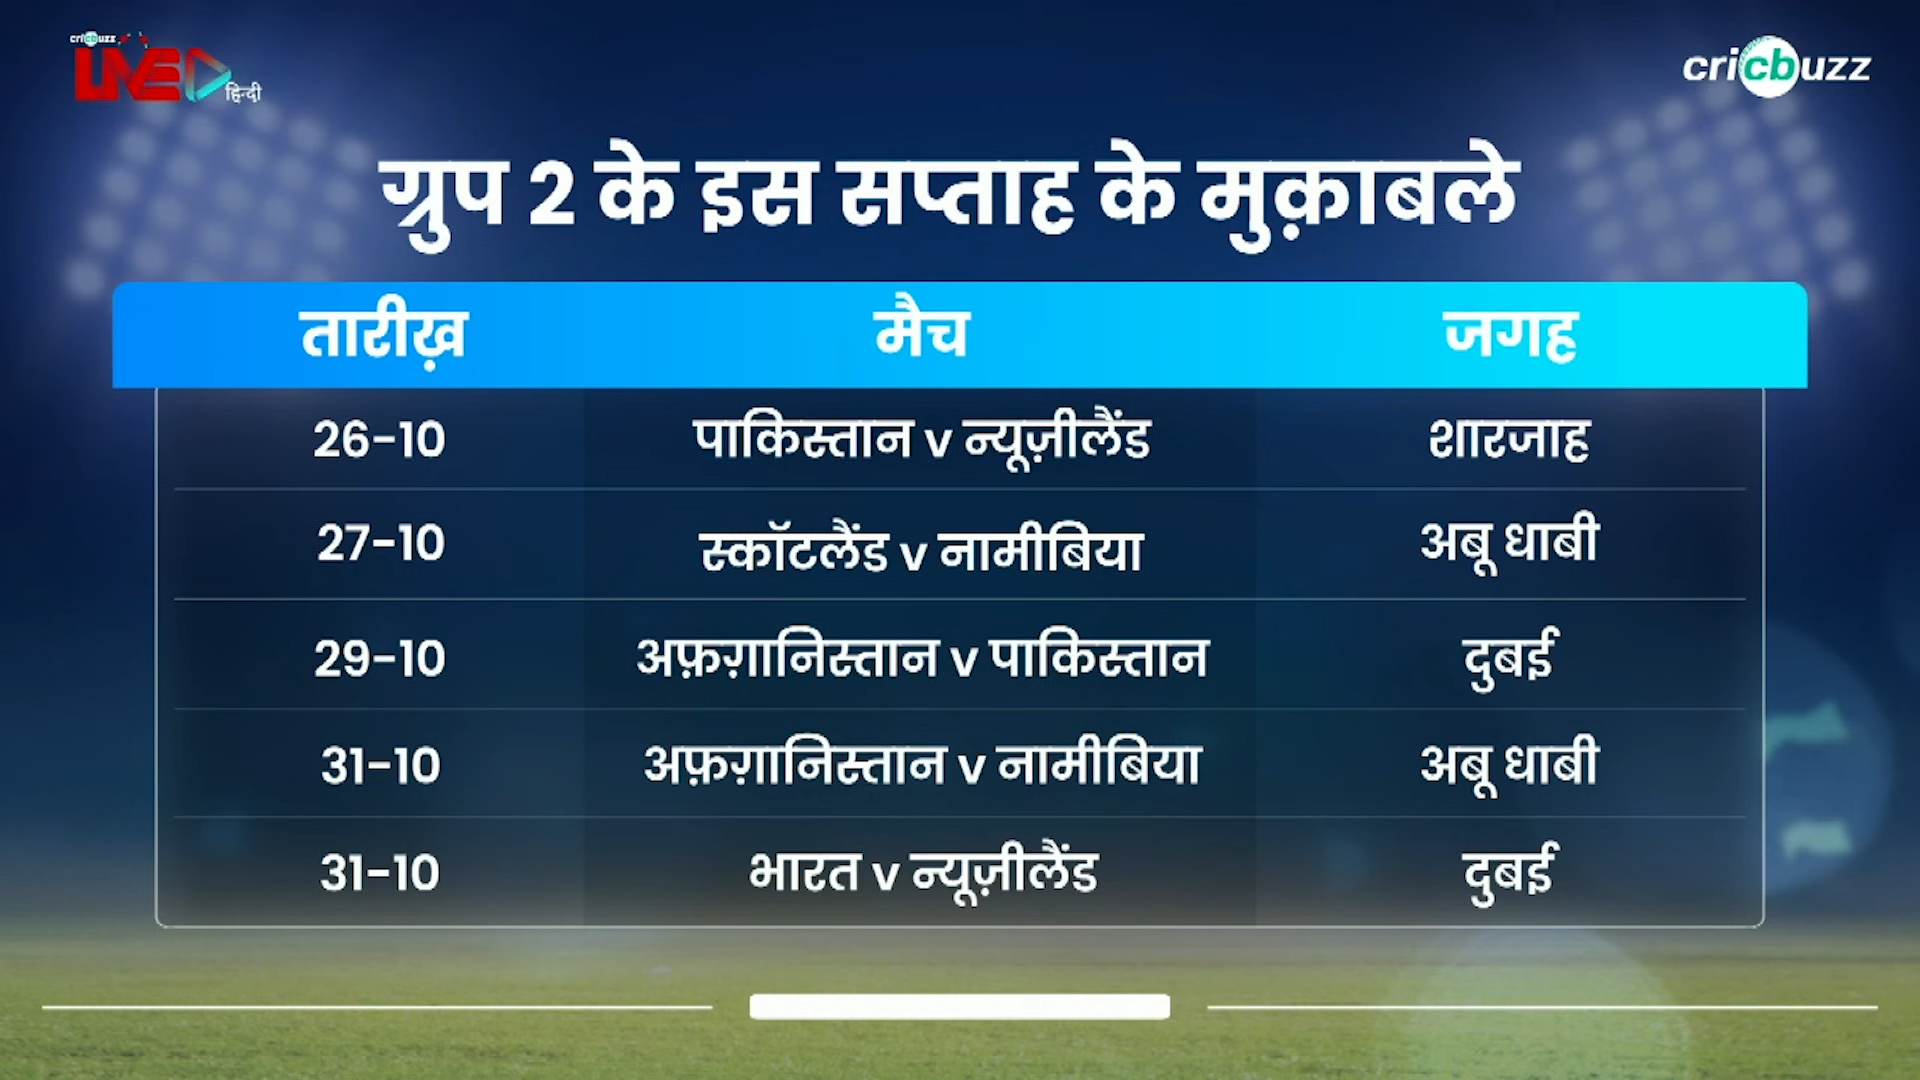 cricbuzz
LIVE हिन्दी
cricbuzz
ग्रुप 2 के इस सप्ताह के मुक़ाबले
तारीख़ मैच जगह
26-10 पाकिस्तान v न्यूज़ीलैंड शारजाह
27-10 स्कॉटलैंड v नामीबिया अबू धाबी
29-10 अफ़ग़ानिस्तान v पाकिस्तान दुबई
31-10 अफ़ग़ानिस्तान v नामीबिया अबू धाबी
31-10 भारत v न्यूज़ीलैंड दुबई